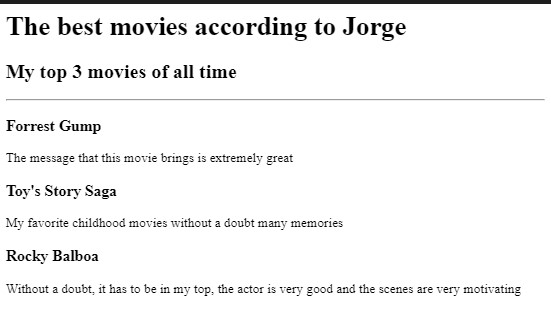 The best movies according to Jorge
My top 3 movies of all time
Forrest Gump
The message that this movie brings is extremely great
Toy's Story Saga
My favorite childhood movies without a doubt many memories
Rocky Balboa
Without a doubt, it has to be in my top, the actor is very good and the scenes are very motivating